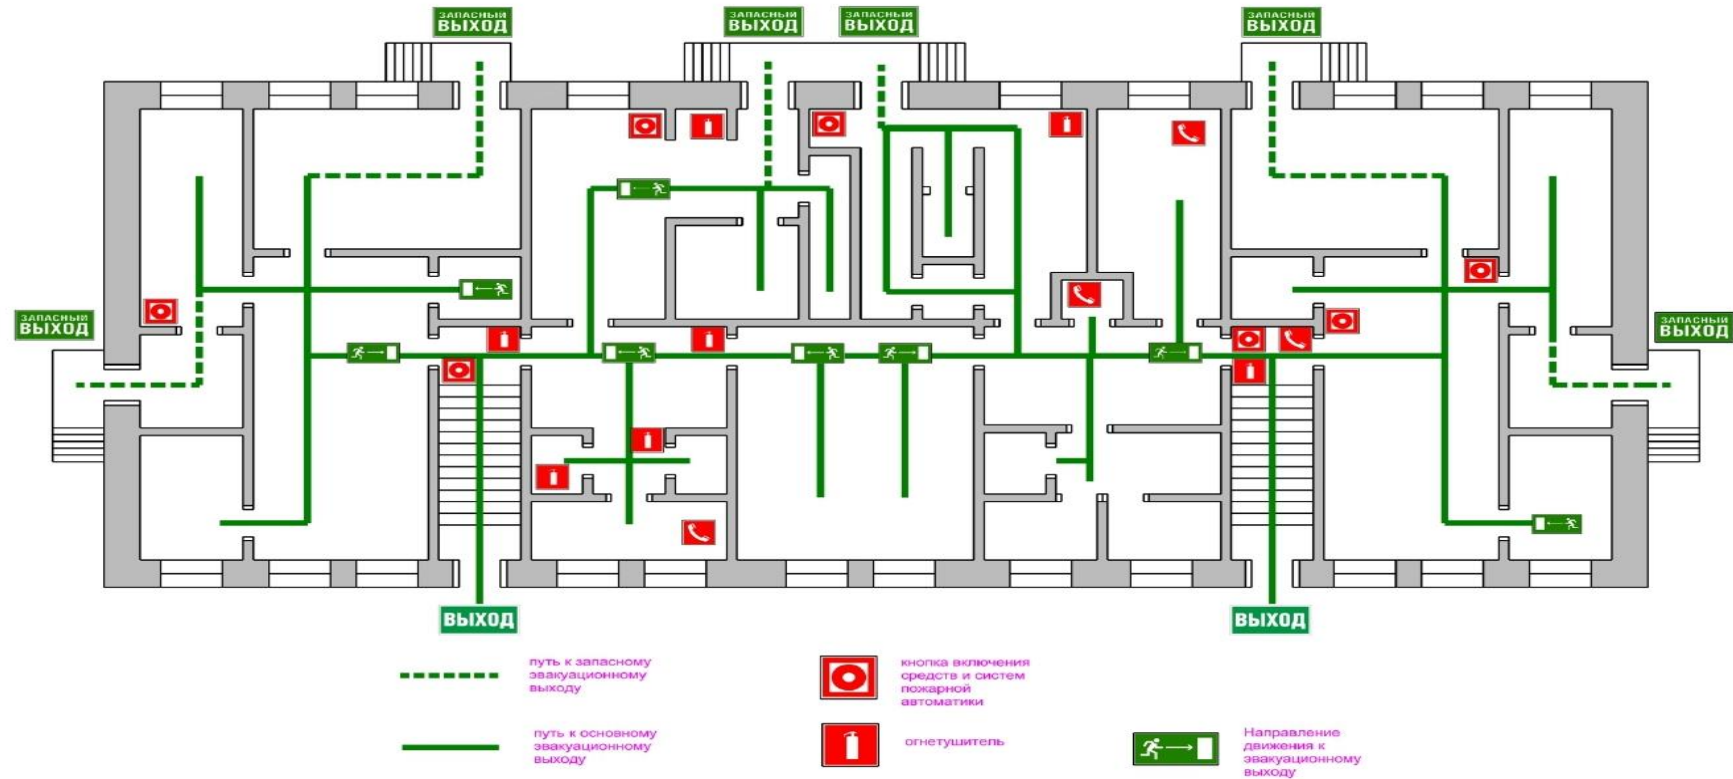 ЗАПАСНЫЙ
ВЫХОД
ЗАПАСНЫЙ
ВЫХОД
ЗАПАСНЫЙ
ВЫХОД
ЗАПАСНЫЙ
ВЫХОД
ЗАПАСНЫЙ
ВЫХОД
ЗАПАСНЫЙ
ВЫХОД
ВЫХОД
ВЫХОД
путь к запасному
эвакуационному
выходу
кнопка включения
средств и систем
пожарной
автоматики
путь к основному
эвакуационному
выходу
огнетушитель
Направление
движения к
эвакуационному
выходу